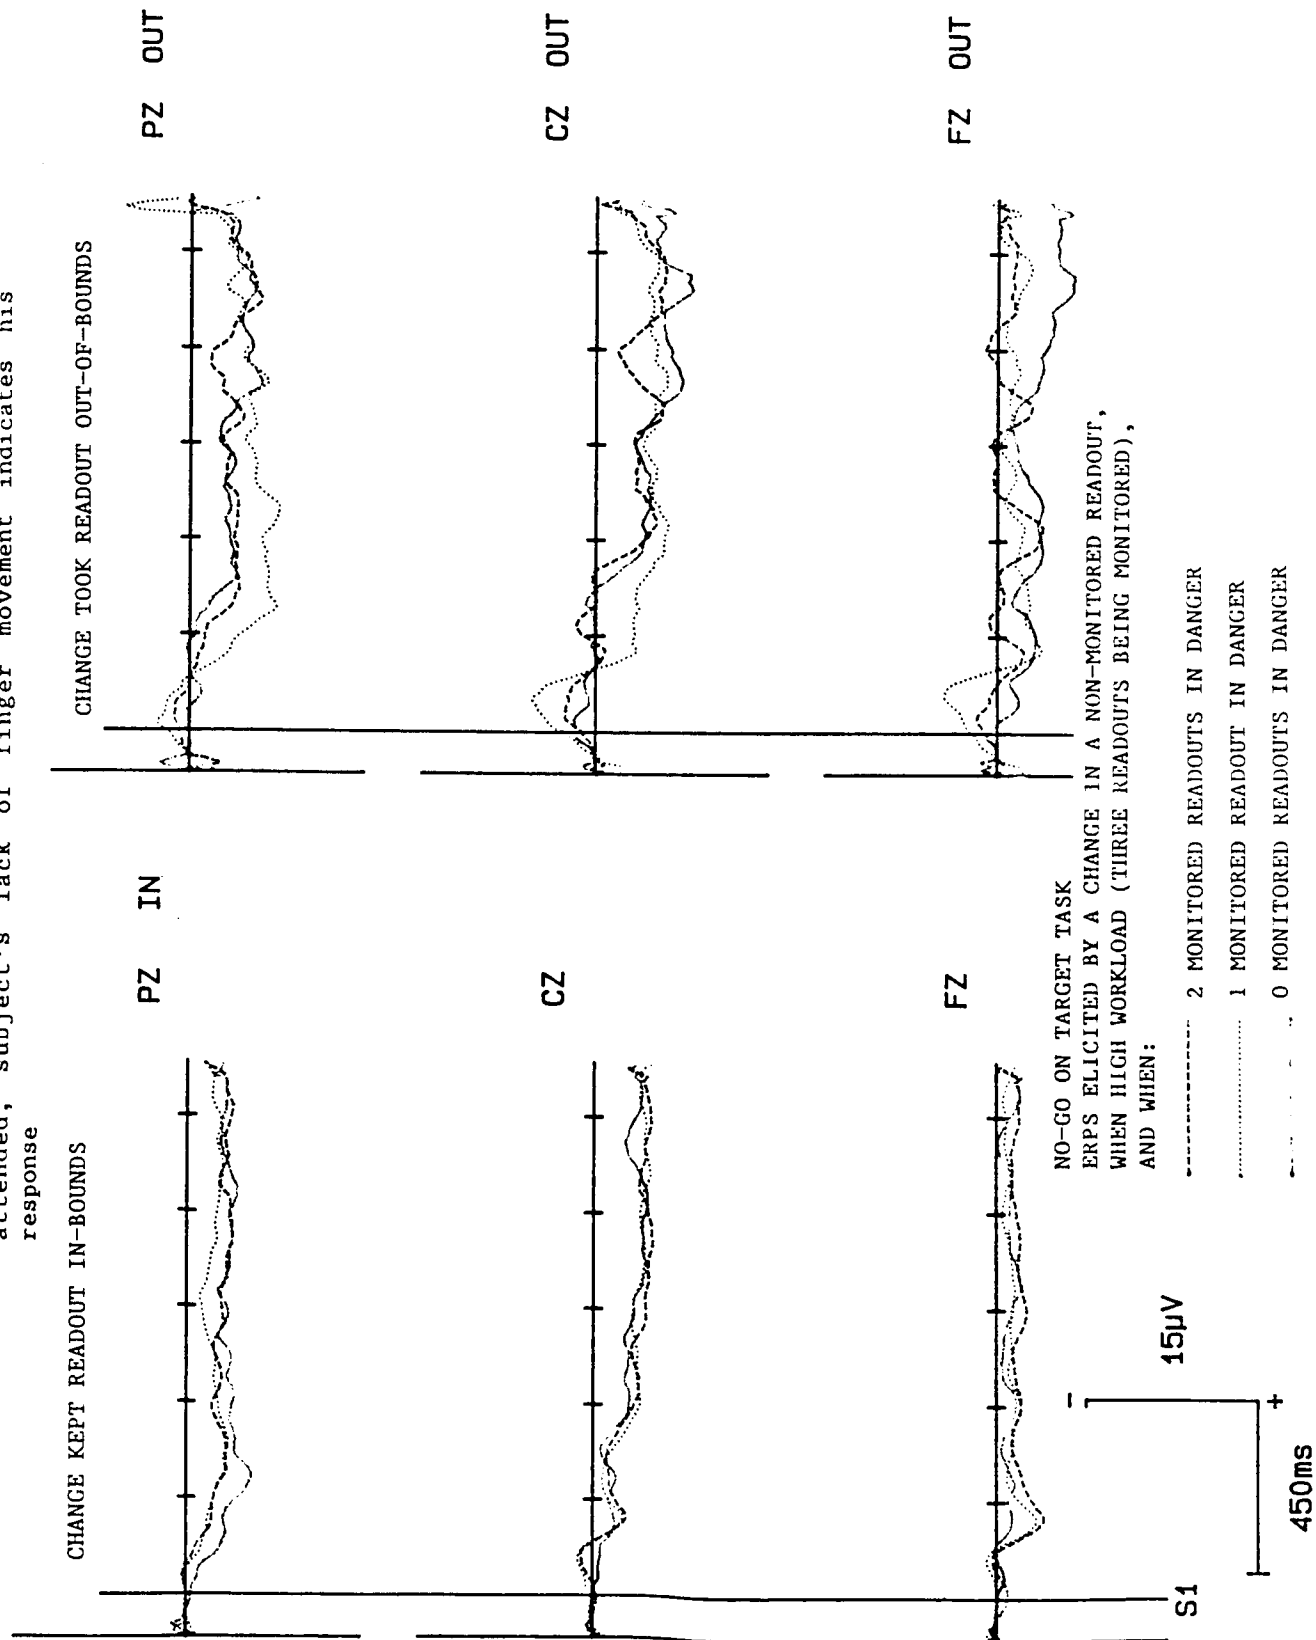 attended, subject's lack of finger movement indicates his
response
CHANGE KEPT READOUT IN-BOUNDS
CHANGE TOOK READOUT OUT-OF-BOUNDS
PZ IN
PZ OUT
CZ
CZ OUT
FZ
FZ OUT
NO-GO ON TARGET TASK
ERPS ELICITED BY A CHANGE IN A NON-MONITORED READOUT,
WHEN HIGH WORKLOAD (THREE READOUTS BEING MONITORED),
AND WHEN:
2 MONITORED READOUTS IN DANGER
1 MONITORED READOUT IN DANGER
0 MONITORED READOUTS IN DANGER
S1
-
15µV
+
450ms